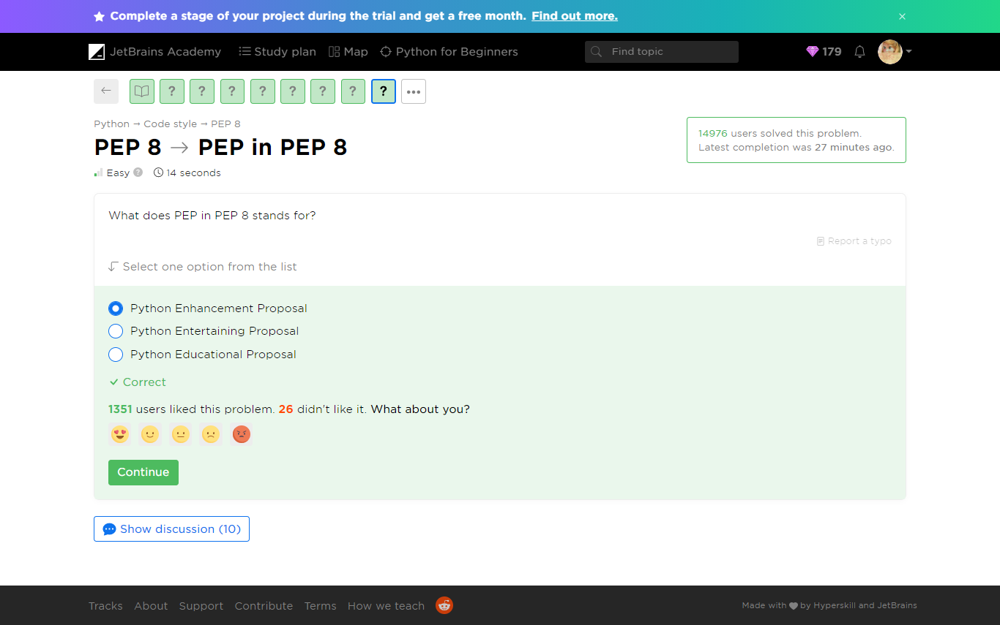 Complete a stage of your project during the trial and get a free month. Find out more. ×
JetBrains Academy Study plan Map Python for Beginners Find topic 179
← ? ? ? ? ? ? ? ? •••
Python → Code style → PEP 8
PEP 8 → PEP in PEP 8
Easy ? 14 seconds
14976 users solved this problem.
Latest completion was 27 minutes ago.
What does PEP in PEP 8 stands for?
Report a typo
Select one option from the list
Python Enhancement Proposal
Python Entertaining Proposal
Python Educational Proposal
Correct
1351 users liked this problem. 26 didn't like it. What about you?
Continue
Show discussion (10)
Tracks About Support Contribute Terms How we teach
Made with by Hyperskill and JetBrains